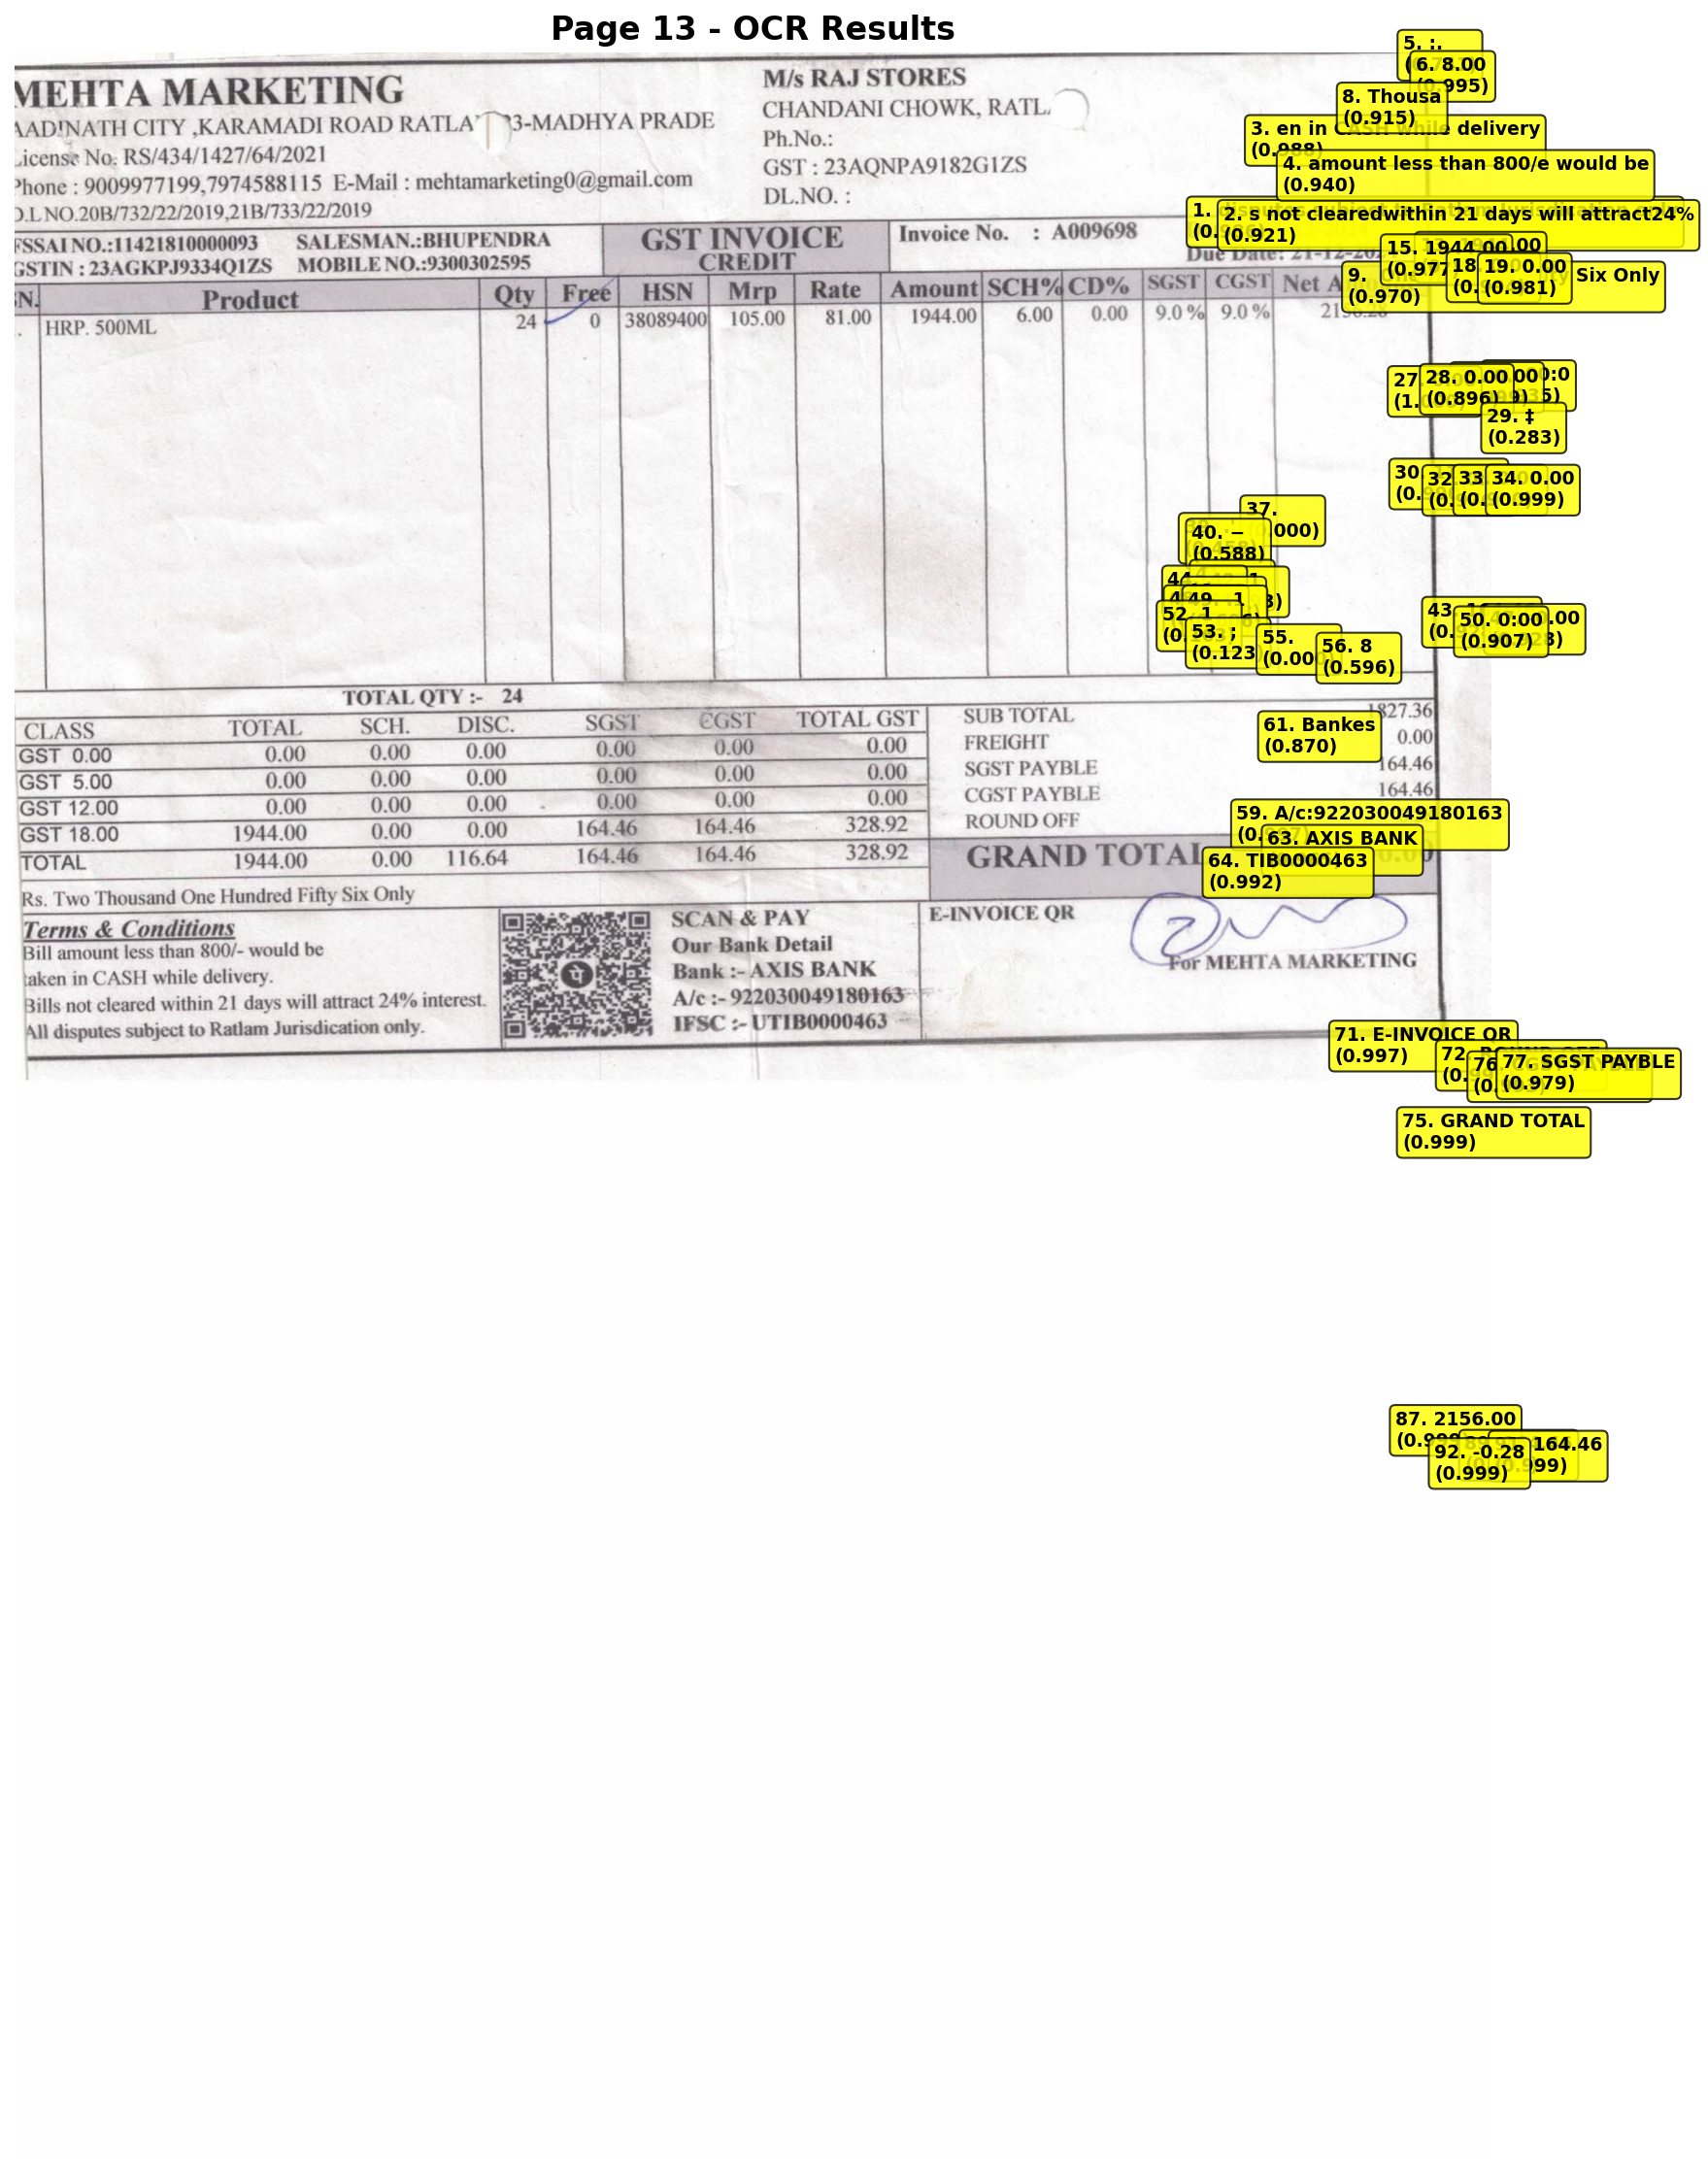 Page 13 - OCR Results
MEHTA MARKETING
AADINATH CITY ,KARAMADI ROAD RATLA 3-MADHYA PRADE
License No. RS/434/1427/64/2021
Phone : 9009977199,7974588115 E-Mail : mehtamarketing0@gmail.com
D.L NO.20B/732/22/2019,21B/733/22/2019
M/s RAJ STORES
CHANDANI CHOWK, RATL
Ph.No.:
GST : 23AQNPA9182G1ZS
DL.NO. :
FSSAI NO.:11421810000093 SALESMAN.:BHUPENDRA
GSTIN : 23AGKPJ9334Q1ZS MOBILE NO.:9300302595
GST INVOICE
CREDIT
Invoice No. : A009698
Due Date: 21-12-202
SN. Product Qty Free HSN Mrp Rate Amount SCH% CD% SGST CGST Net A
. HRP. 500ML 24 0 38089400 105.00 81.00 1944.00 6.00 0.00 9.0 % 9.0 % 2156.28
TOTAL QTY :- 24
CLASS TOTAL SCH. DISC. SGST CGST TOTAL GST
GST 0.00 0.00 0.00 0.00 0.00 0.00 0.00
GST 5.00 0.00 0.00 0.00 0.00 0.00 0.00
GST 12.00 0.00 0.00 0.00 0.00 0.00 0.00
GST 18.00 1944.00 0.00 0.00 164.46 164.46 328.92
TOTAL 1944.00 0.00 116.64 164.46 164.46 328.92
SUB TOTAL 1827.36
FREIGHT 0.00
SGST PAYBLE 164.46
CGST PAYBLE 164.46
ROUND OFF
GRAND TOTAL
Rs. Two Thousand One Hundred Fifty Six Only
Terms & Conditions
Bill amount less than 800/- would be
taken in CASH while delivery.
Bills not cleared within 21 days will attract 24% interest.
All disputes subject to Ratlam Jurisdication only.
SCAN & PAY
Our Bank Detail
Bank :- AXIS BANK
A/c :- 922030049180163
IFSC :- UTIB0000463
E-INVOICE QR
For MEHTA MARKETING
5. :.
6. 8.00
(0.995)
8. Thousa
(0.915)
3. en in CASH while delivery
(0.988)
4. amount less than 800/e would be
(0.940)
1.
2. s not clearedwithin 21 days will attract24%
(0.921)
15. 1944.00
(0.977)
18
19. 0.00
(0.981)
9. Six Only
(0.970)
27
28. 0.00
(0.896)
29. ‡
(0.283)
30
32
33
34. 0.00
(0.999)
37.
40. −
(0.588)
44
49. 1
52. 1
53. ;
(0.123
55.
(0.000
56. 8
(0.596)
43.
50. 0:00
(0.907)
61. Bankes
(0.870)
59. A/c:922030049180163
63. AXIS BANK
64. TIB0000463
(0.992)
71. E-INVOICE QR
(0.997)
72
76
77. SGST PAYBLE
(0.979)
75. GRAND TOTAL
(0.999)
87. 2156.00
164.46
92. -0.28
(0.999)